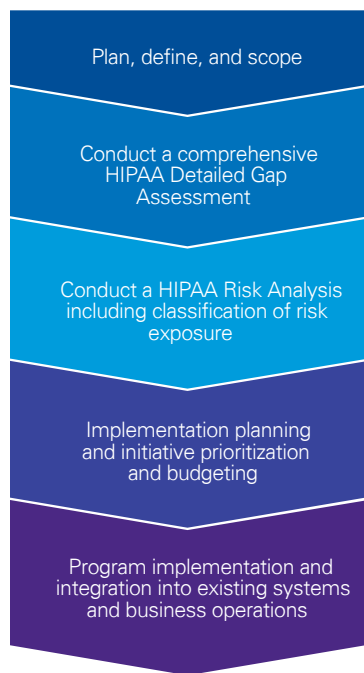 Plan, define, and scope
Conduct a comprehensive
HIPAA Detailed Gap
Assessment
Conduct a HIPAA Risk Analysis
including classification of risk
exposure
Implementation planning
and initiative prioritization
and budgeting
Program implementation and
integration into existing systems
and business operations